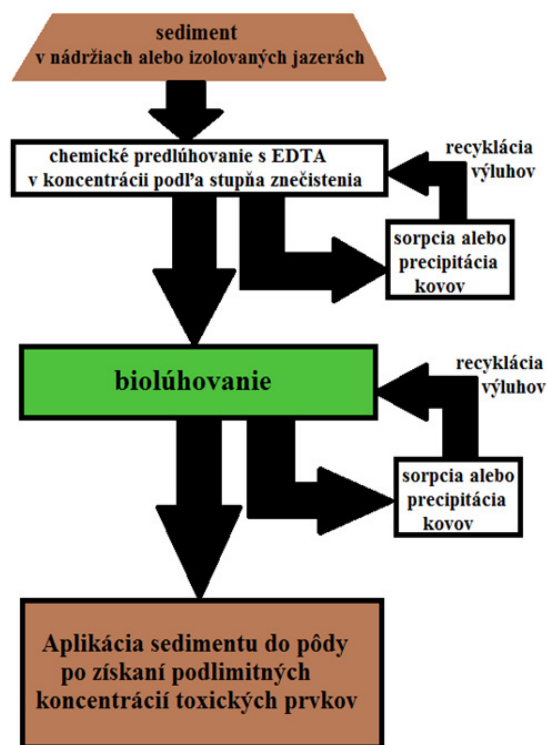 sediment
v nádržiach alebo izolovaných jazerách
chemické predlúhovanie s EDTA
v koncentrácii podľa stupňa znečistenia
recyklácia
výluhov
sorpcia alebo
precipitácia
kovov
biolúhovanie
recyklácia
výluhov
sorpcia alebo
precipitácia
kovov
Aplikácia sedimentu do pôdy
po získaní podlimitných
koncentrácií toxických prvkov